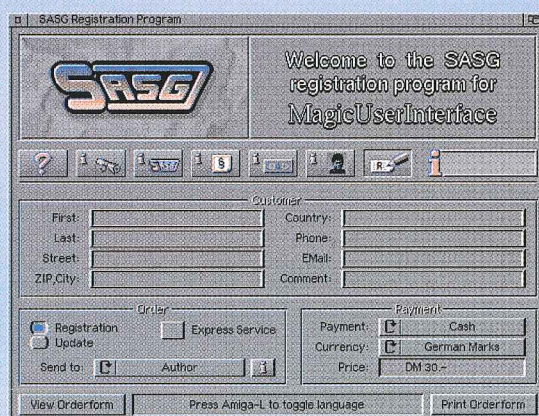 SASG Registration Program
SASG
Welcome to the SASG
registration program for
MagicUserInterface
? i i SASG i § i i R i
Customer
First:
Country:
Last:
Phone:
Street:
EMail:
ZIP,City:
Comment:
Order
Registration
Express Service
Update
Send to: Author i
Payment
Payment: Cash
Currency: German Marks
Price: DM 30.-
View Orderform
Press Amiga-L to toggle language
Print Orderform